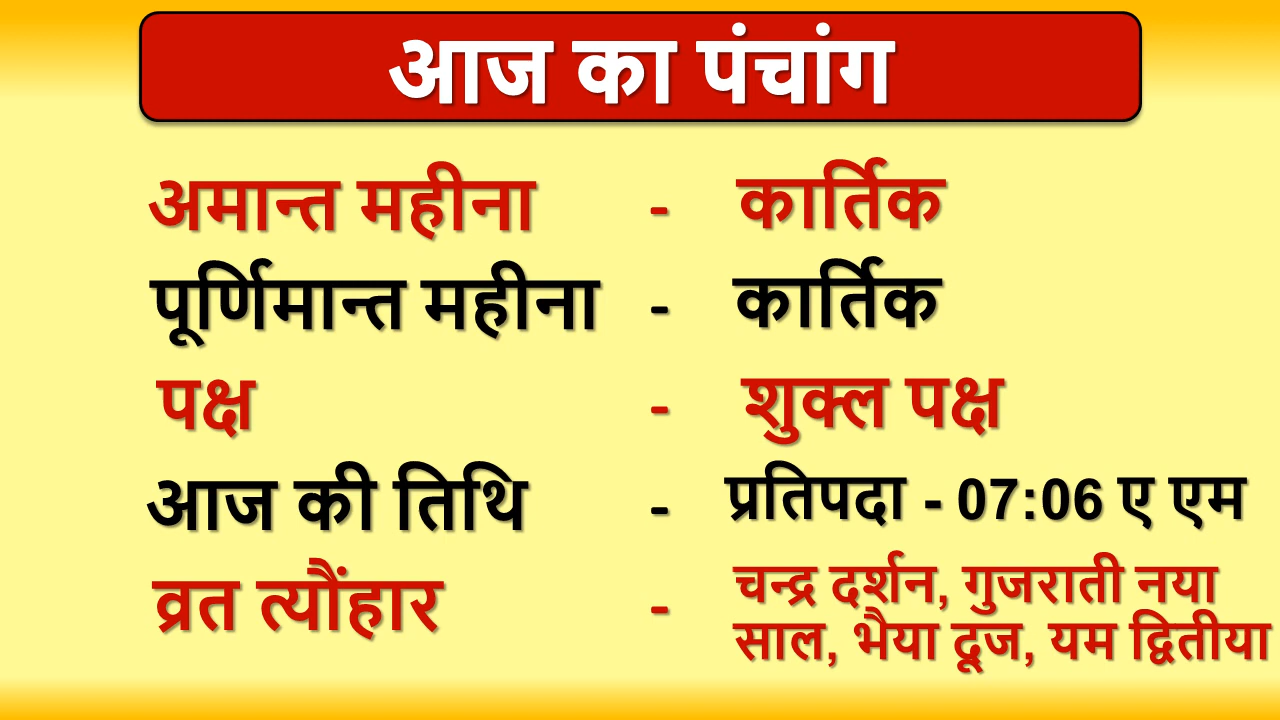 आज का पंचांग
अमान्त महीना - कार्तिक
पूर्णिमान्त महीना - कार्तिक
पक्ष - शुक्ल पक्ष
आज की तिथि - प्रतिपदा - 07:06 ए एम
व्रत त्यौंहार - चन्द्र दर्शन, गुजराती नया
साल, भैया दूज, यम द्वितीया